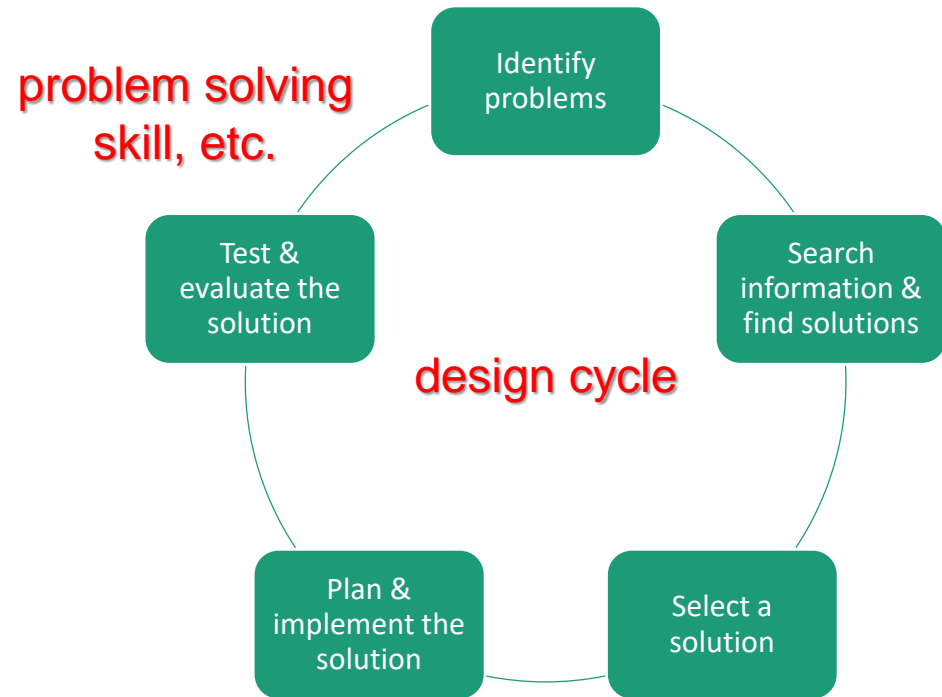 problem solving
skill, etc.
Identify
problems
Search
information &
find solutions
Select a
solution
Plan &
implement the
solution
Test &
evaluate the
solution
design cycle